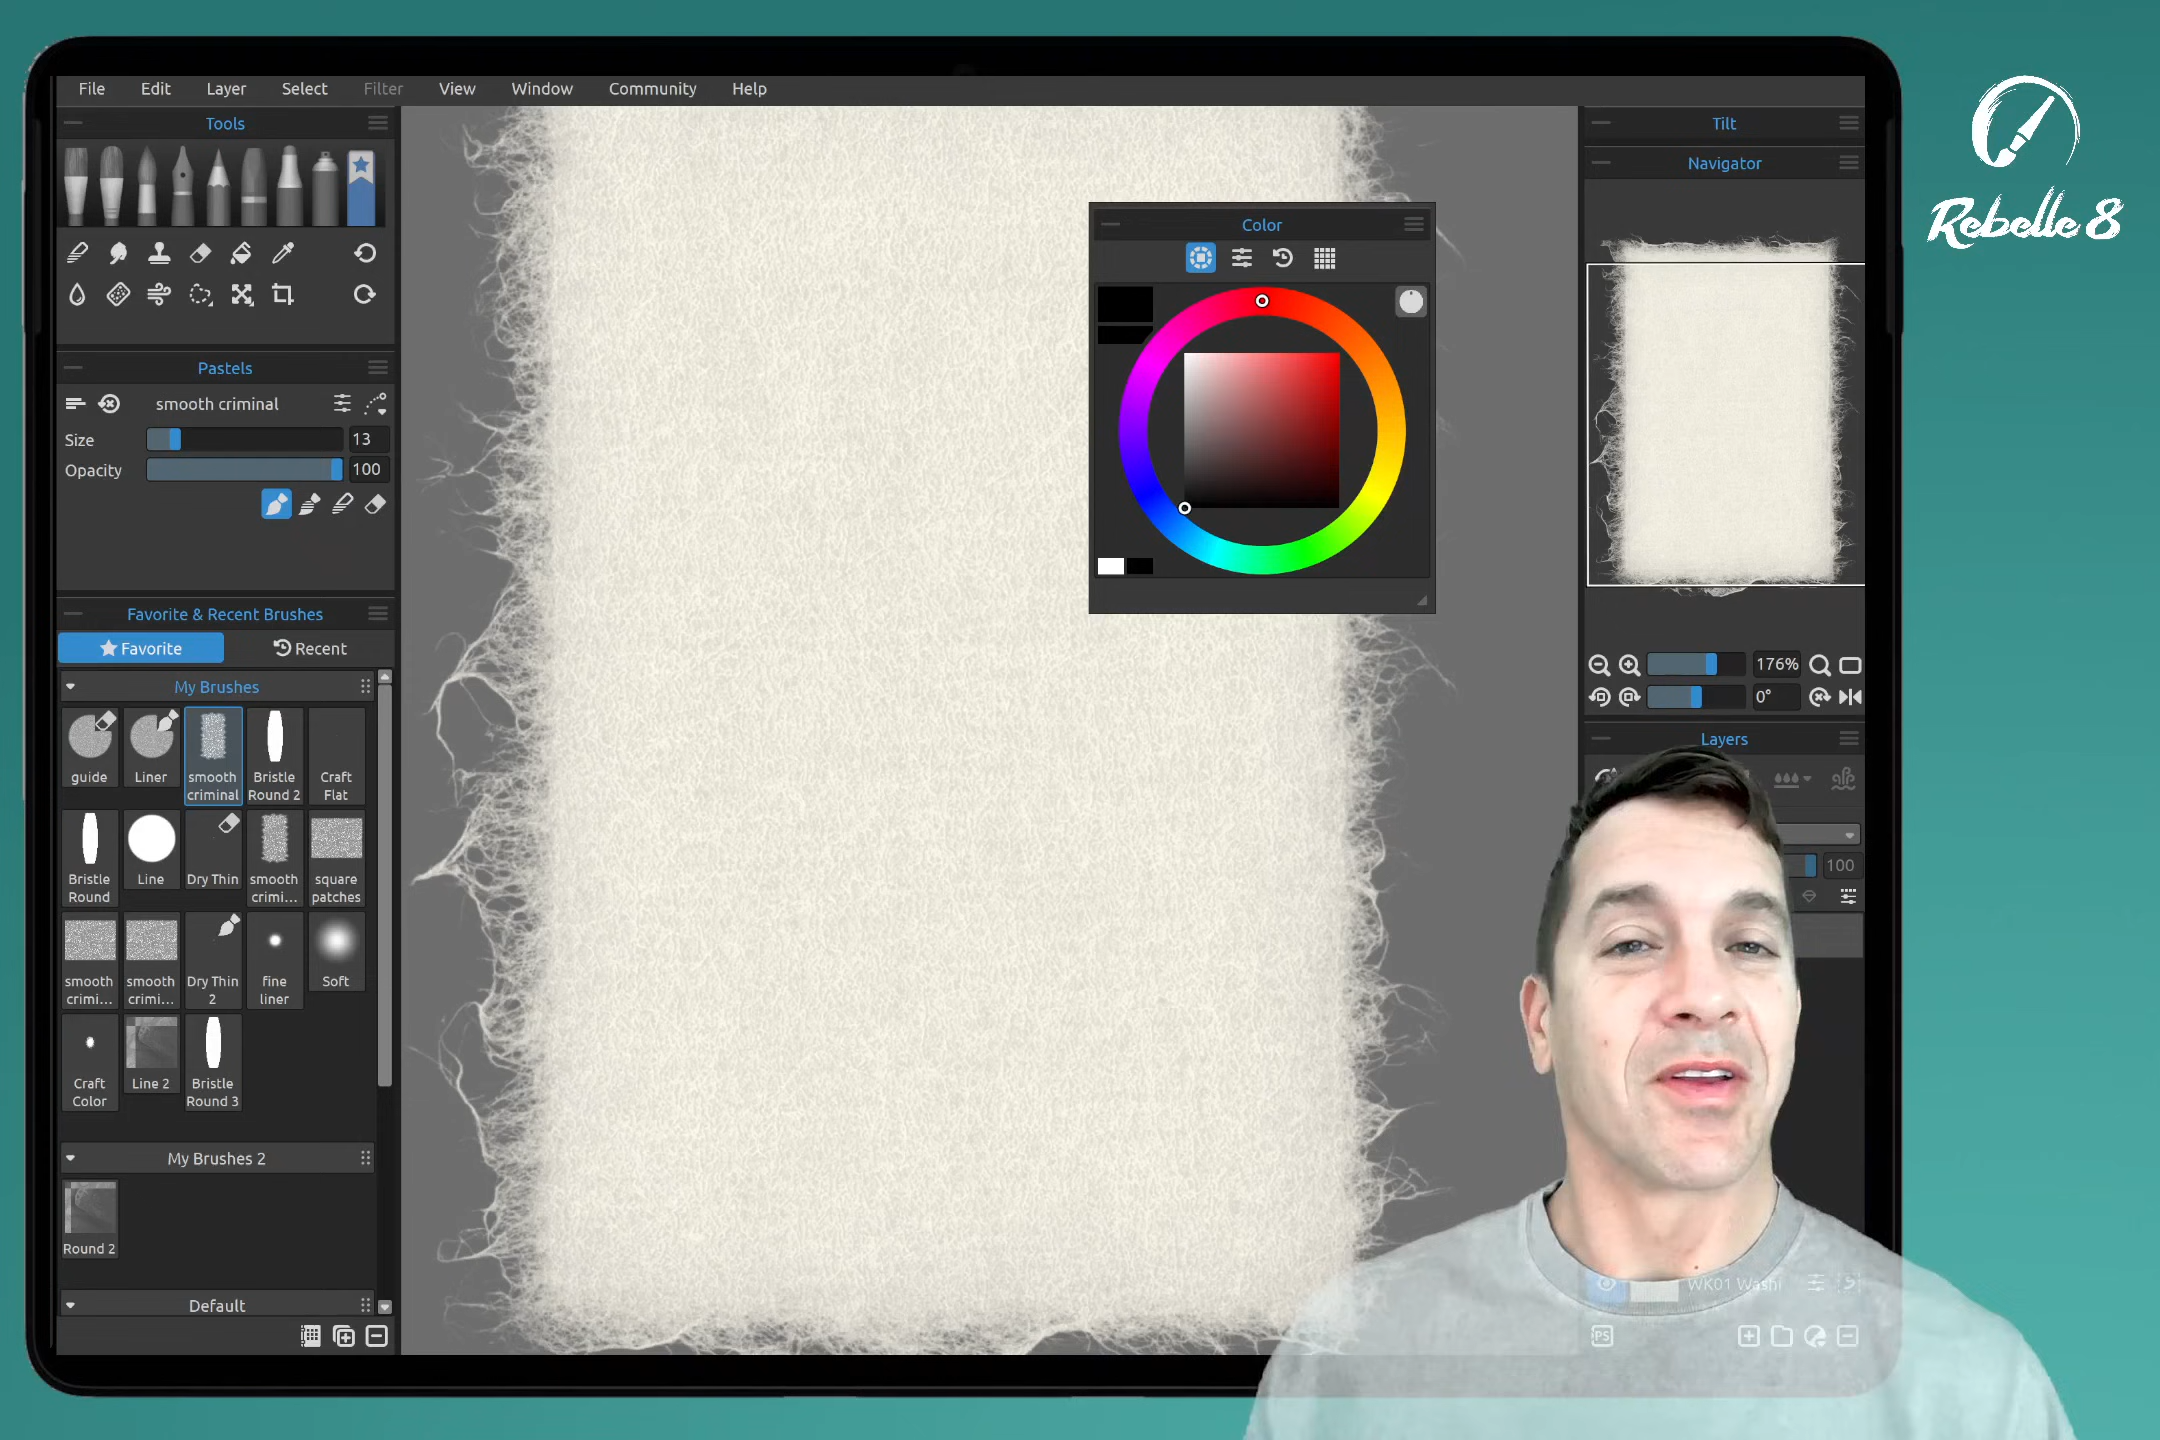 File Edit Layer Select Filter View Window Community Help
Tools
Pastels
smooth criminal
Size 13
Opacity 100
Favorite & Recent Brushes
Favorite Recent
My Brushes
guide Liner smooth criminal Bristle Round 2 Craft Flat
Bristle Round Line Dry Thin smooth crimi... square patches
smooth crimi... smooth crimi... Dry Thin 2 fine liner Soft
Craft Color Line 2 Bristle Round 3
My Brushes 2
Round 2
Default
Color
Tilt
Navigator
176%
0°
Layers
100
WK01 Washi
PS
Rebelle 8